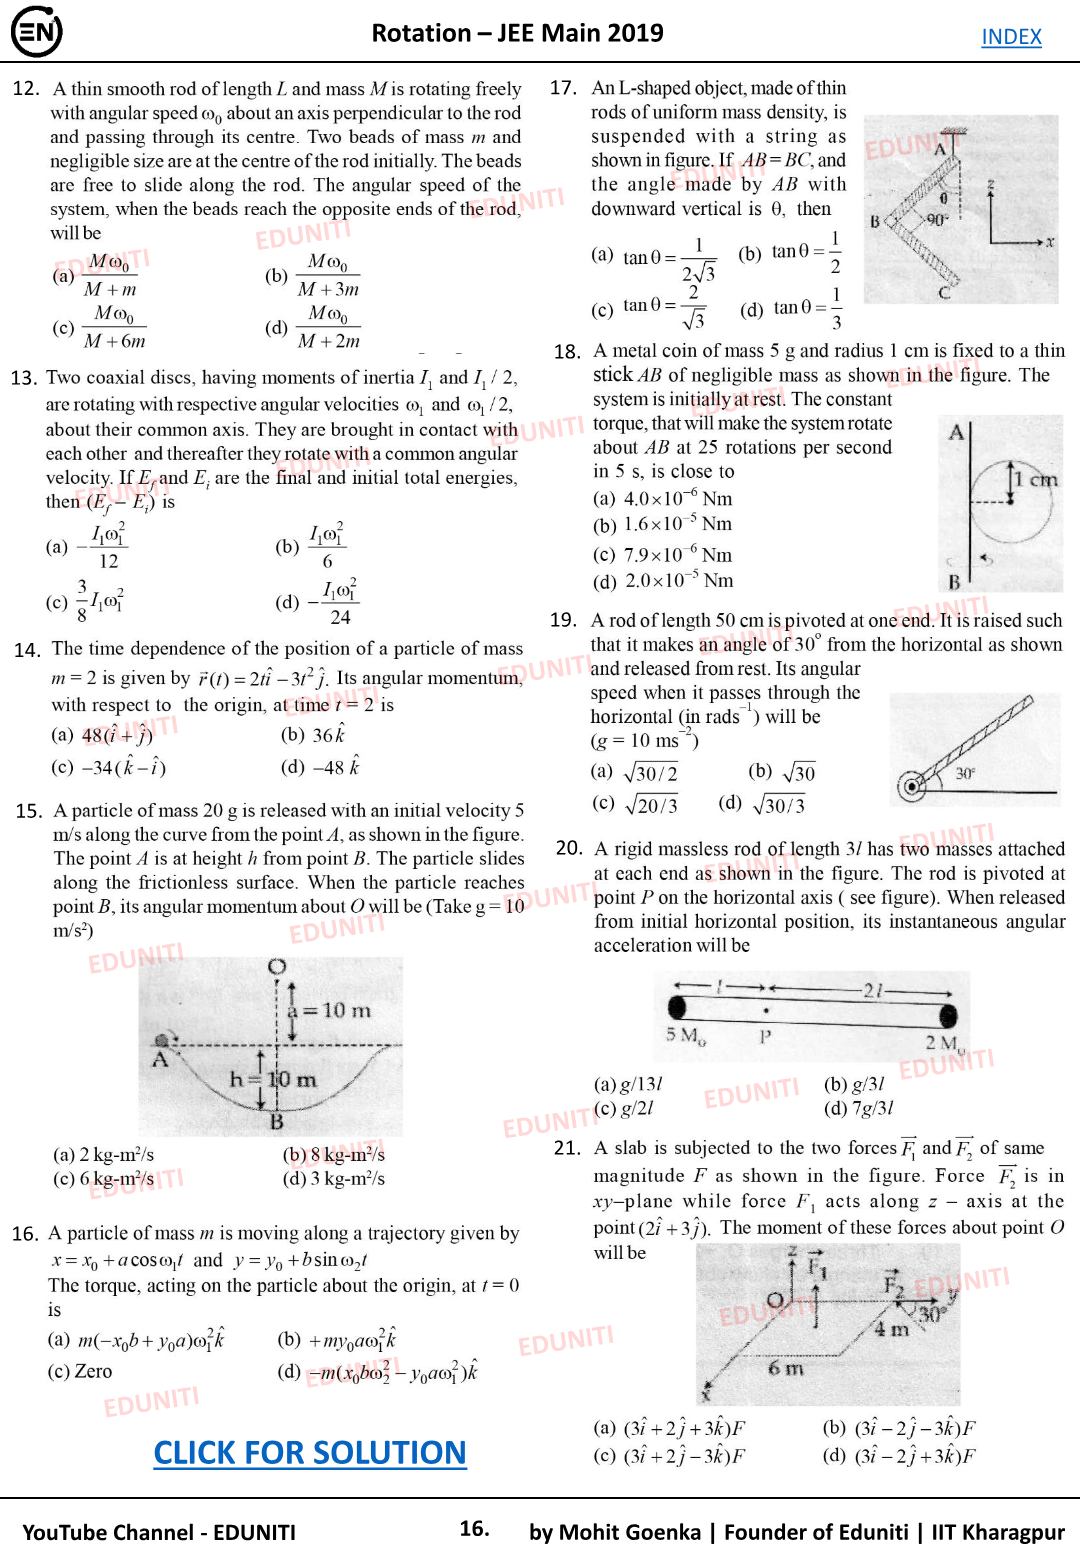 EN
Rotation – JEE Main 2019
INDEX
12. A thin smooth rod of length L and mass M is rotating freely
with angular speed ω₀ about an axis perpendicular to the rod
and passing through its centre. Two beads of mass m and
negligible size are at the centre of the rod initially. The beads
are free to slide along the rod. The angular speed of the
system, when the beads reach the opposite ends of the rod,
will be
(a) Mω₀/(M + m) (b) Mω₀/(M + 3m)
(c) Mω₀/(M + 6m) (d) Mω₀/(M + 2m)
13. Two coaxial discs, having moments of inertia I₁ and I₁ / 2,
are rotating with respective angular velocities ω₁ and ω₁ / 2,
about their common axis. They are brought in contact with
each other and thereafter they rotate with a common angular
velocity. If E_f and E_i are the final and initial total energies,
then (E_f – E_i) is
(a) –I₁ω₁²/12 (b) I₁ω₁²/6
(c) 3/8 I₁ω₁² (d) –I₁ω₁²/24
14. The time dependence of the position of a particle of mass
m = 2 is given by r⃗(t) = 2tî – 3t² ĵ. Its angular momentum,
with respect to the origin, at time t = 2 is
(a) 48(î + ĵ) (b) 36k̂
(c) –34(k̂ – î) (d) –48 k̂
15. A particle of mass 20 g is released with an initial velocity 5
m/s along the curve from the point A, as shown in the figure.
The point A is at height h from point B. The particle slides
along the frictionless surface. When the particle reaches
point B, its angular momentum about O will be (Take g = 10
m/s²)
O
a = 10 m
A
h = 10 m
B
(a) 2 kg-m²/s (b) 8 kg-m²/s
(c) 6 kg-m²/s (d) 3 kg-m²/s
16. A particle of mass m is moving along a trajectory given by
x = x₀ + a cos ω₁t and y = y₀ + b sin ω₂t
The torque, acting on the particle about the origin, at t = 0
is
(a) m(–x₀b + y₀a)ω₁²k̂ (b) +my₀aω₁²k̂
(c) Zero (d) –m(x₀bω₂² – y₀aω₁²)k̂
CLICK FOR SOLUTION
17. An L-shaped object, made of thin
rods of uniform mass density, is
suspended with a string as
shown in figure. If AB = BC, and
the angle made by AB with
downward vertical is θ, then
A
θ
B 90°
C
z
x
(a) tan θ = 1/(2√3) (b) tan θ = 1/2
(c) tan θ = 2/√3 (d) tan θ = 1/3
18. A metal coin of mass 5 g and radius 1 cm is fixed to a thin
stick AB of negligible mass as shown in the figure. The
system is initially at rest. The constant
torque, that will make the system rotate
about AB at 25 rotations per second
in 5 s, is close to
(a) 4.0×10⁻⁶ Nm
(b) 1.6×10⁻⁵ Nm
(c) 7.9×10⁻⁶ Nm
(d) 2.0×10⁻⁵ Nm
A
1 cm
B
19. A rod of length 50 cm is pivoted at one end. It is raised such
that it makes an angle of 30° from the horizontal as shown
and released from rest. Its angular
speed when it passes through the
horizontal (in rads⁻¹) will be
(g = 10 ms⁻²)
(a) √(30 / 2) (b) √30
(c) √(20 / 3) (d) √(30 / 3)
30°
20. A rigid massless rod of length 3l has two masses attached
at each end as shown in the figure. The rod is pivoted at
point P on the horizontal axis ( see figure). When released
from initial horizontal position, its instantaneous angular
acceleration will be
l 2l
5 M₀ P 2 M₀
(a) g/13l (b) g/3l
(c) g/2l (d) 7g/3l
21. A slab is subjected to the two forces F⃗₁ and F⃗₂ of same
magnitude F as shown in the figure. Force F⃗₂ is in
xy–plane while force F₁ acts along z – axis at the
point (2î + 3ĵ). The moment of these forces about point O
will be
z F⃗₁
O F⃗₂ y
30°
4 m
6 m
x
(a) (3î + 2ĵ + 3k̂)F (b) (3î – 2ĵ – 3k̂)F
(c) (3î + 2ĵ – 3k̂)F (d) (3î – 2ĵ + 3k̂)F
EDUNITI
YouTube Channel - EDUNITI
16.
by Mohit Goenka | Founder of Eduniti | IIT Kharagpur